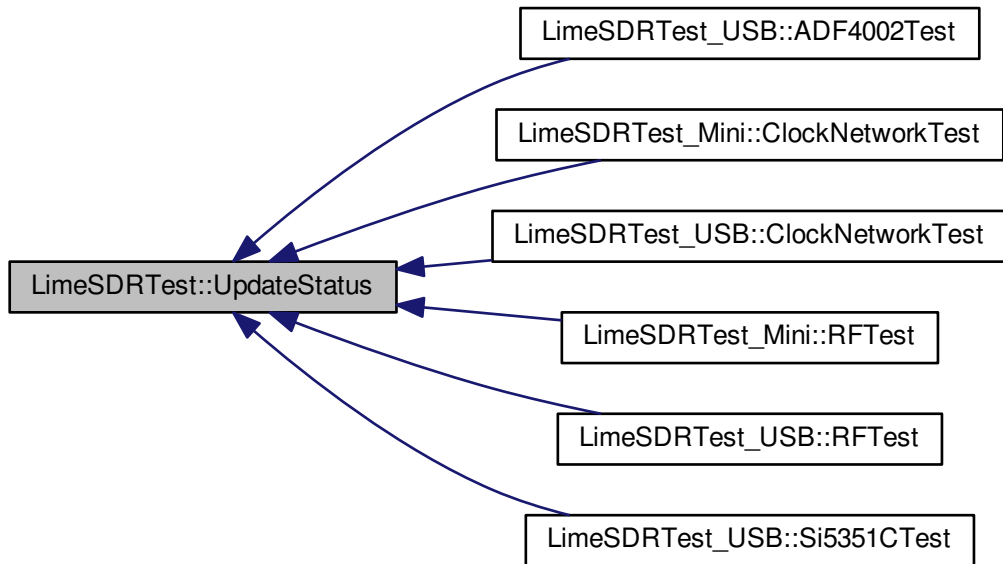 LimeSDRTest_USB::ADF4002Test
LimeSDRTest_Mini::ClockNetworkTest
LimeSDRTest_USB::ClockNetworkTest
LimeSDRTest::UpdateStatus
LimeSDRTest_Mini::RFTest
LimeSDRTest_USB::RFTest
LimeSDRTest_USB::Si5351CTest